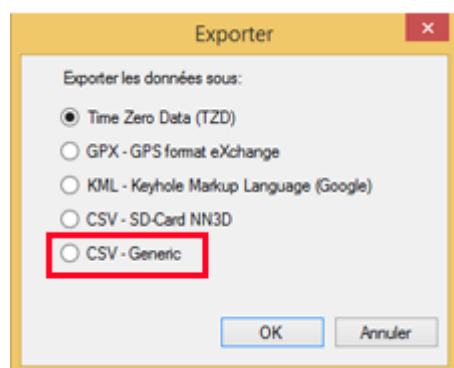 Exporter
Exporter les données sous:
Time Zero Data (TZD)
GPX - GPS format eXchange
KML - Keyhole Markup Language (Google)
CSV - SD-Card NN3D
CSV - Generic
OK Annuler